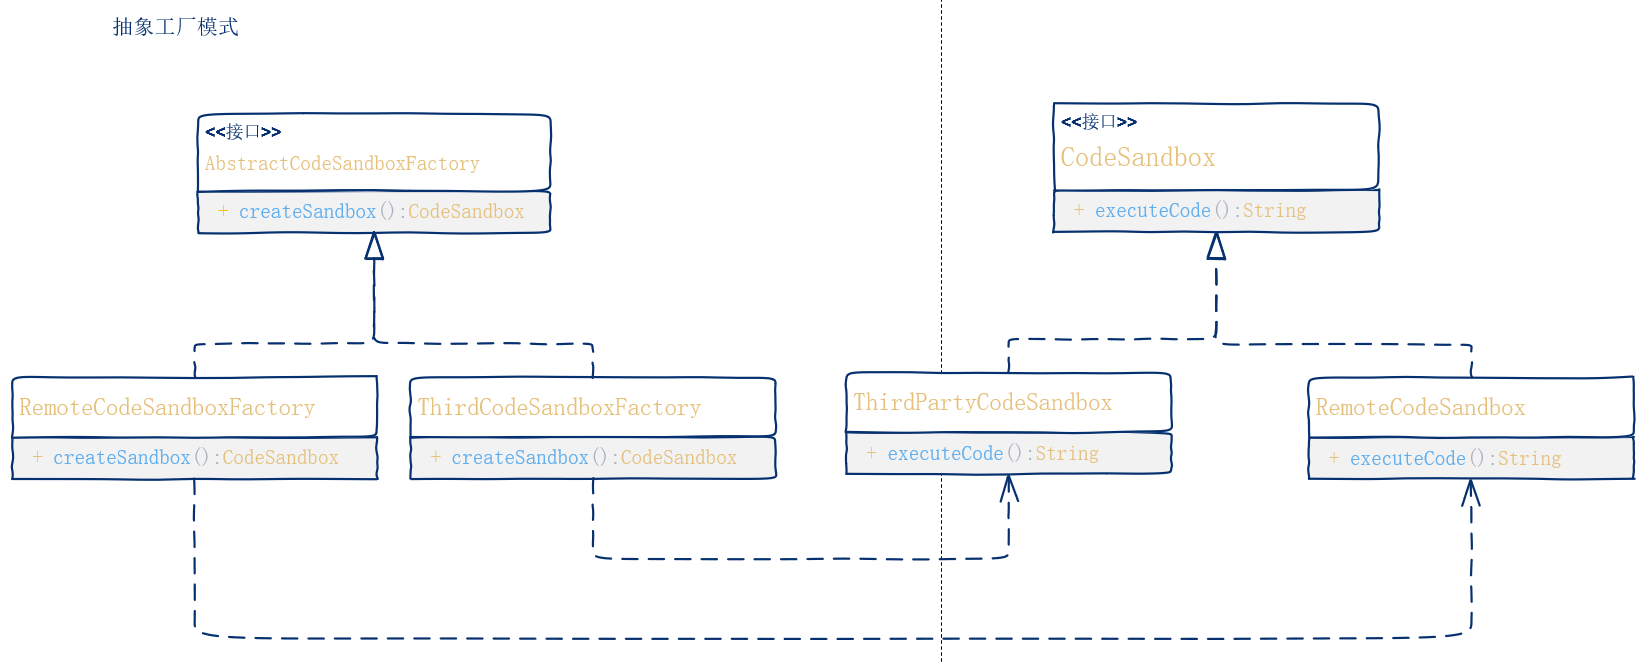 抽象工厂模式
<<接口>>
AbstractCodeSandboxFactory
+ createSandbox():CodeSandbox
<<接口>>
CodeSandbox
+ executeCode():String
RemoteCodeSandboxFactory
+ createSandbox():CodeSandbox
ThirdCodeSandboxFactory
+ createSandbox():CodeSandbox
ThirdPartyCodeSandbox
+ executeCode():String
RemoteCodeSandbox
+ executeCode():String